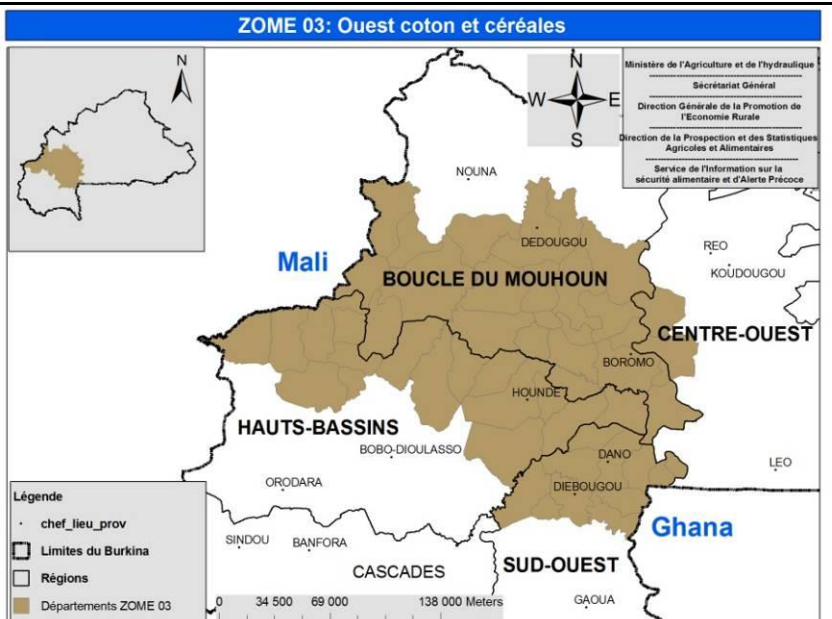 ZOME 03: Ouest coton et céréales
N
N
W
E
S
Ministère de l'Agriculture et de l'hydraulique
Sécrétariat Général
Direction Générale de la Promotion de
l'Economie Rurale
Direction de la Prospection et des Statistiques
Agricoles et Alimentaires
Service de l'Information sur la
sécurité alimentaire et d'Alerte Précoce
NOUNA
DEDOUGOU
REO
KOUDOUGOU
Mali
BOUCLE DU MOUHOUN
CENTRE-OUEST
BOROMO
HOUNDE
HAUTS-BASSINS
BOBO-DIOULASSO
DANO
LEO
ORODARA
DIEBOUGOU
Ghana
SINDOU
BANFORA
CASCADES
SUD-OUEST
GAOUA
Légende
chef_lieu_prov
Limites du Burkina
Régions
Départements ZOME 03
0 34 500 69 000 138 000 Meters